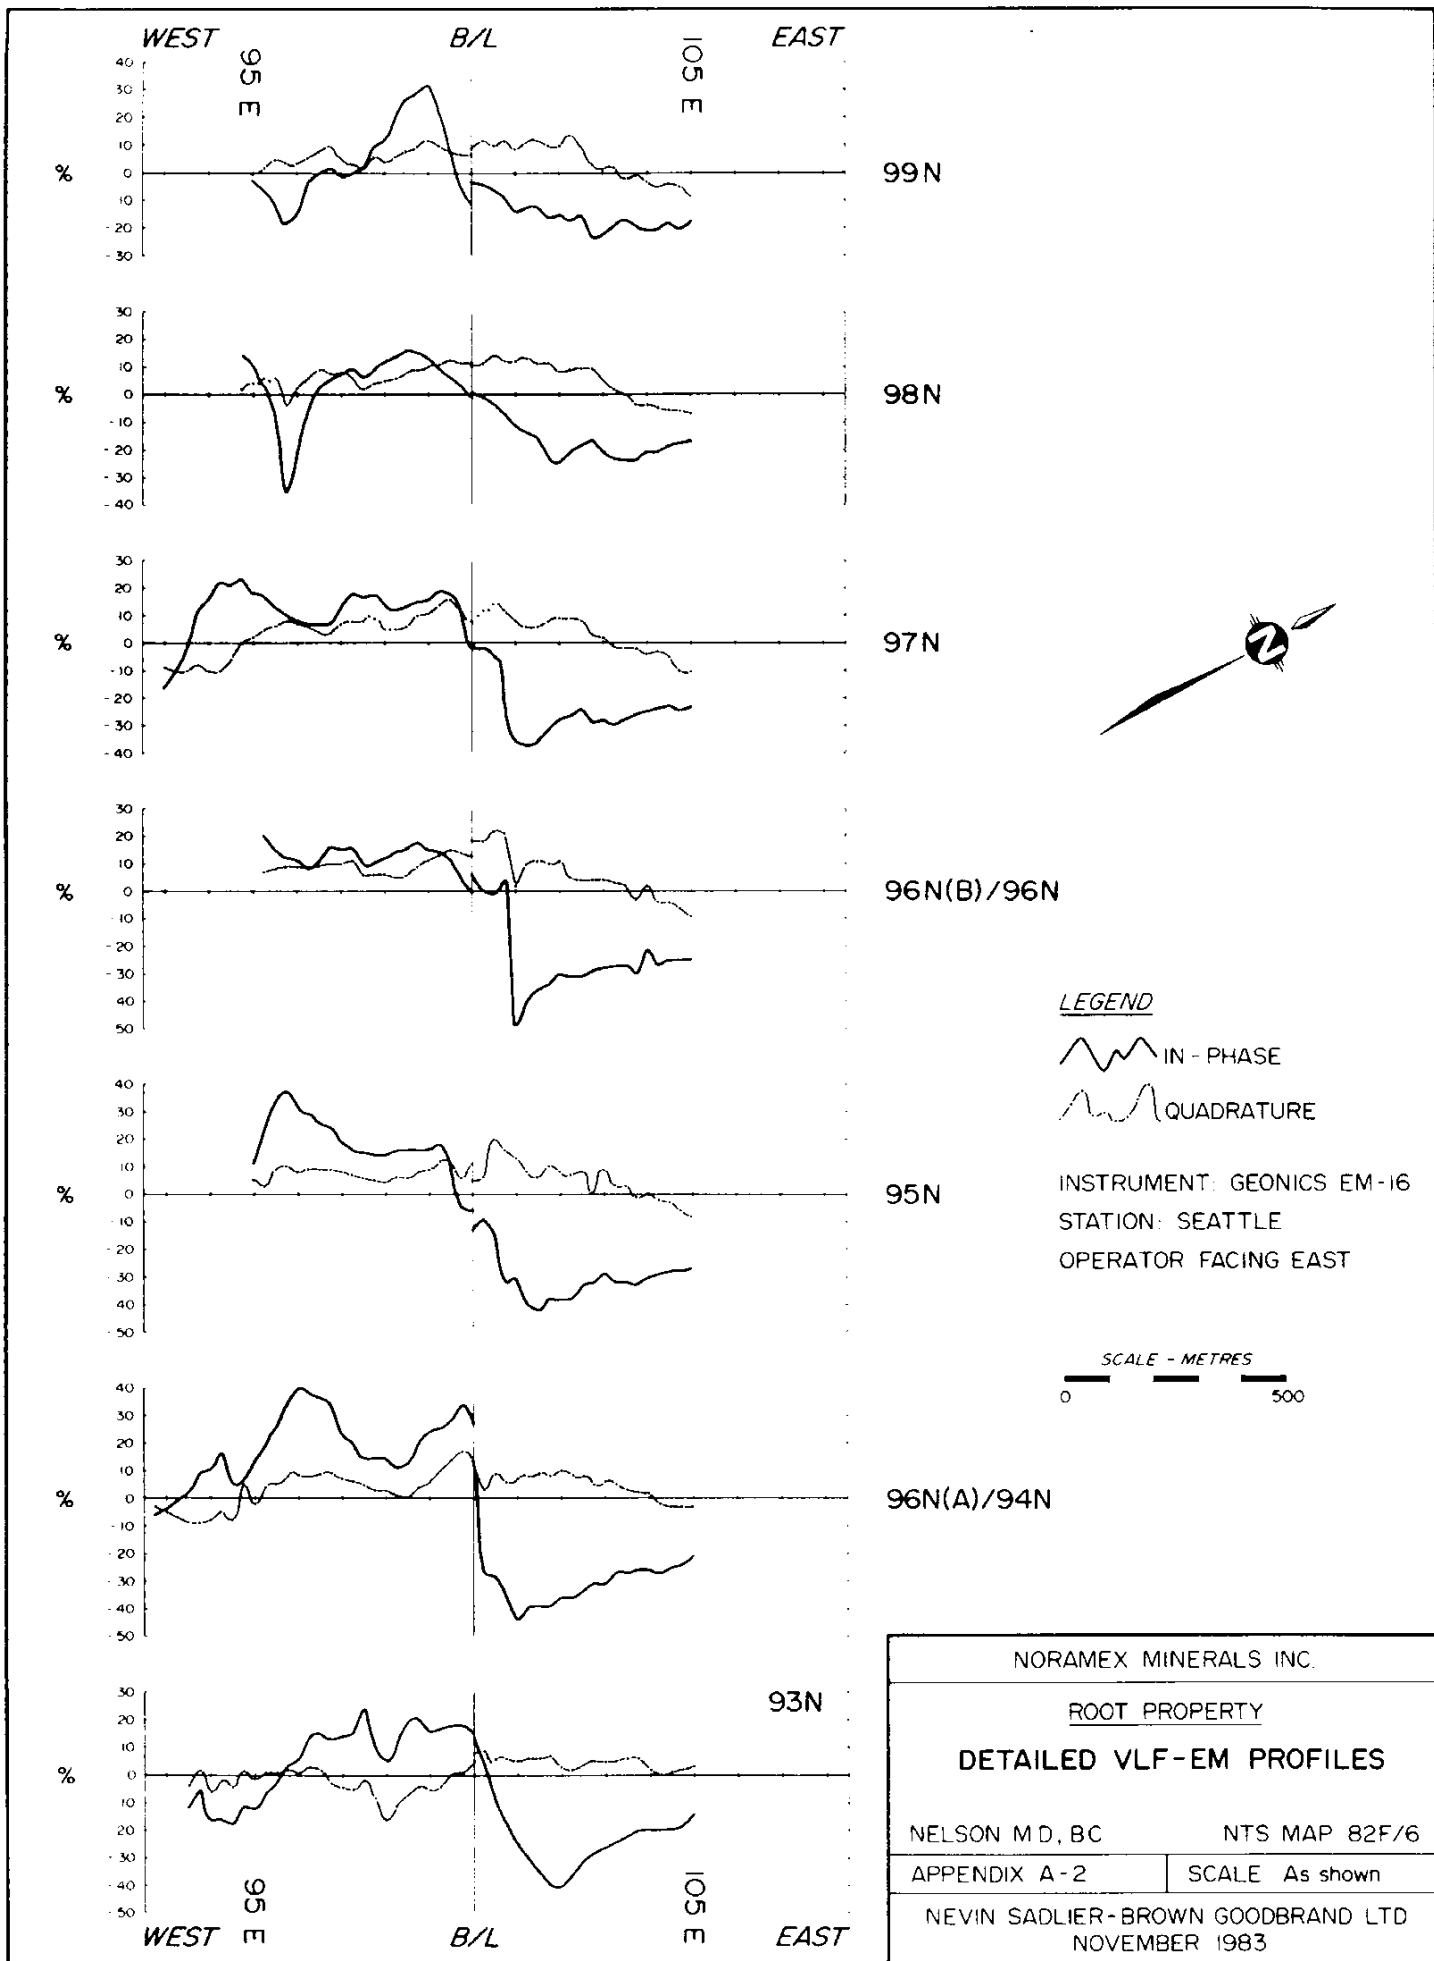 WEST B/L EAST
95 E 105 E
40
30
20
10
% 0 99N
-10
-20
-30
30
20
10
% 0 98N
-10
-20
-30
-40
30
20
10
% 0 97N
-10
-20
-30
-40
N
30
20
10
% 0 96N(B)/96N
-10
-20
-30
40
50
LEGEND
IN-PHASE
QUADRATURE
40
30
20
10
% 0 95N
-10
-20
-30
-40
-50
INSTRUMENT: GEONICS EM-16
STATION: SEATTLE
OPERATOR FACING EAST
SCALE - METRES
0 500
40
30
20
10
% 0 96N(A)/94N
-10
-20
-30
-40
-50
30 93N
20
10
% 0
-10
-20
-30
-40
-50
95 E 105 E
WEST B/L EAST
NORAMEX MINERALS INC.
ROOT PROPERTY
DETAILED VLF-EM PROFILES
NELSON M D, BC NTS MAP 82F/6
APPENDIX A-2 SCALE As shown
NEVIN SADLIER-BROWN GOODBRAND LTD
NOVEMBER 1983